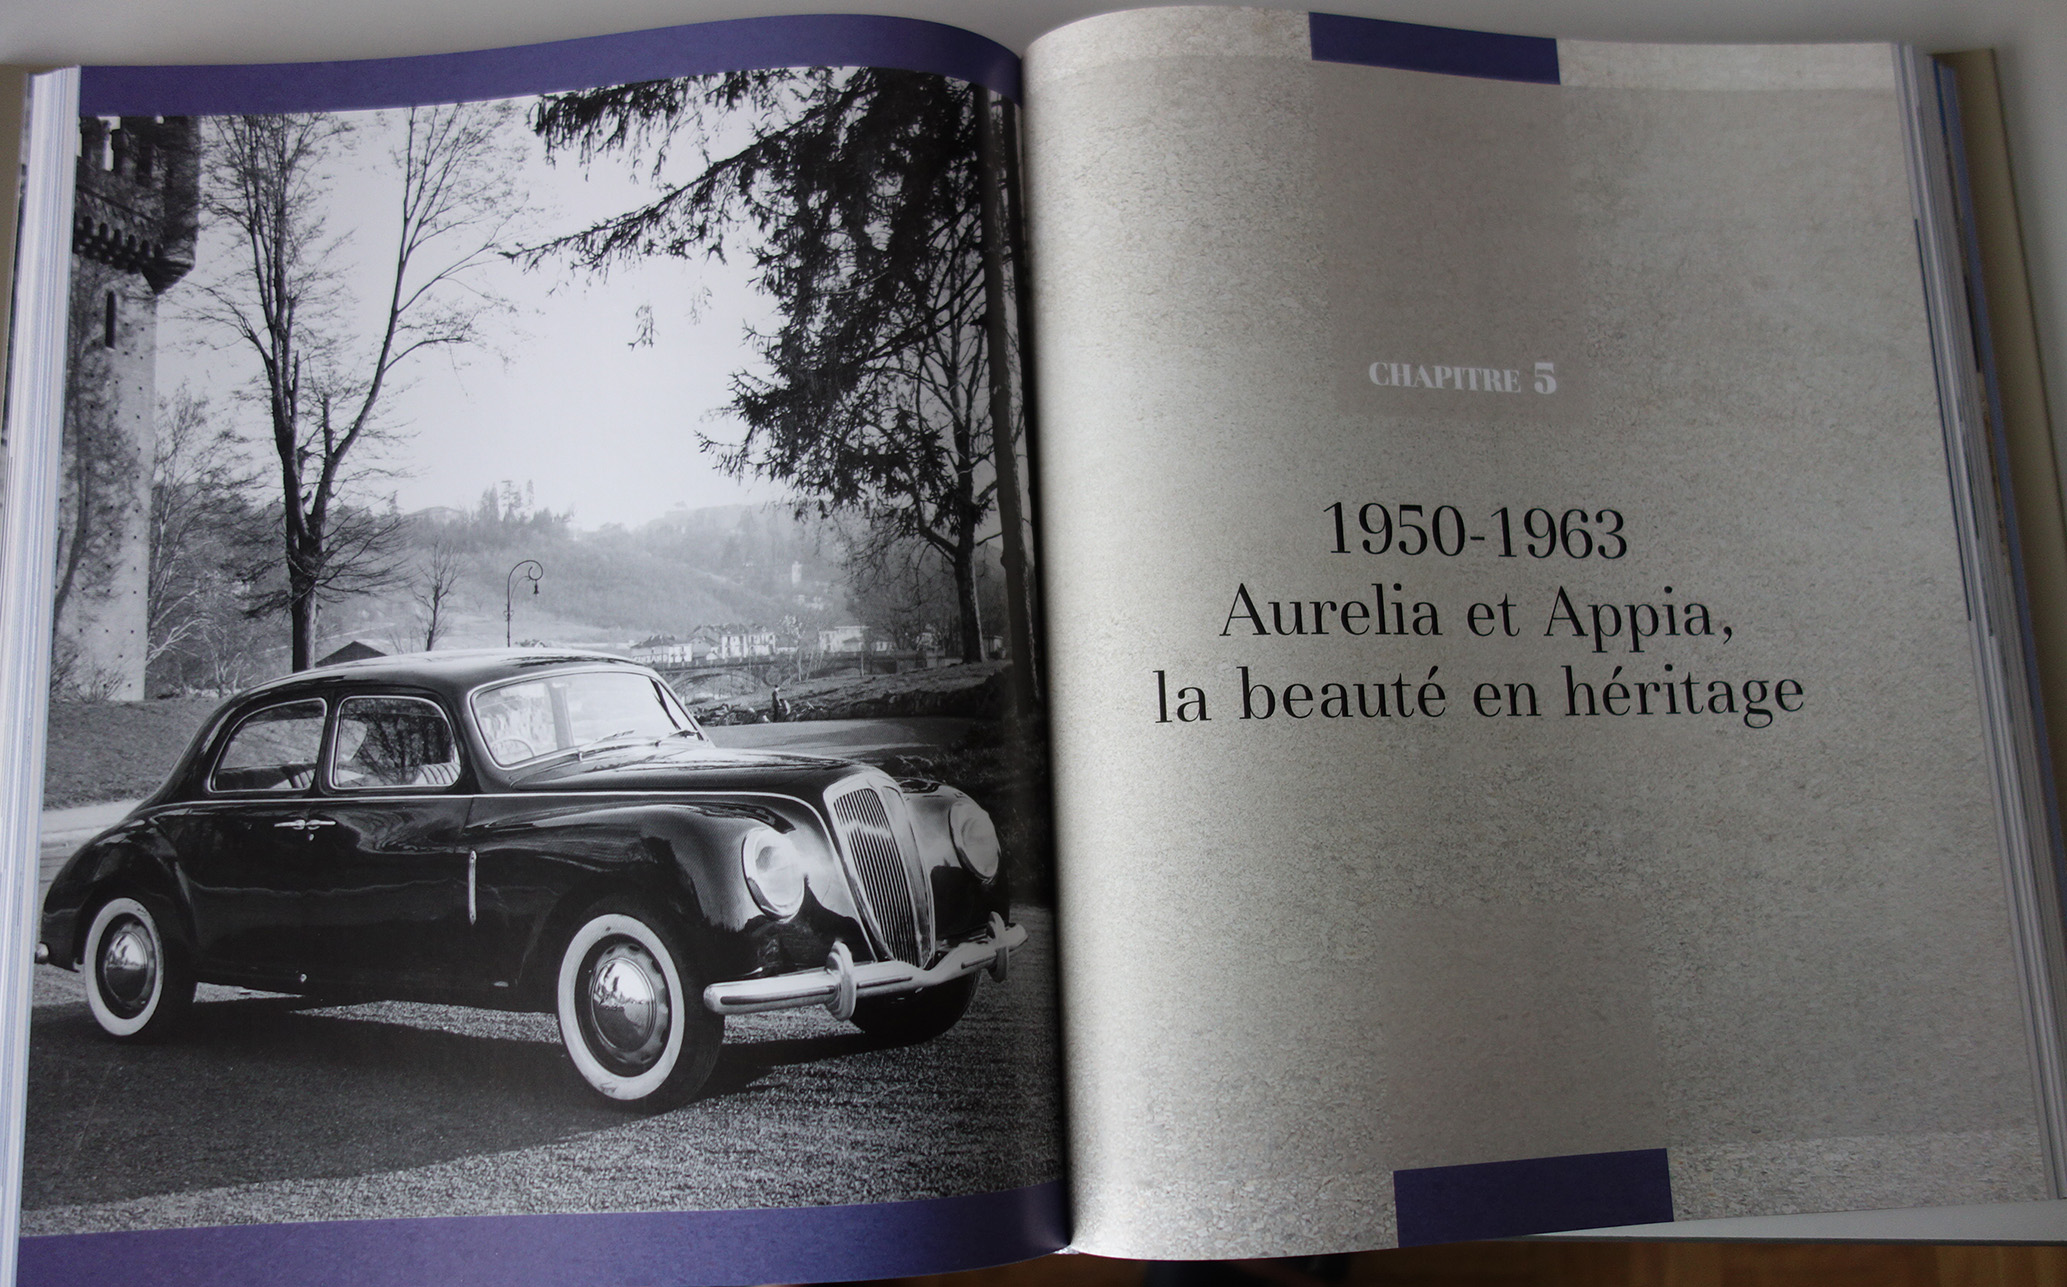 CHAPITRE 5
1950-1963
Aurelia et Appia,
la beauté en héritage